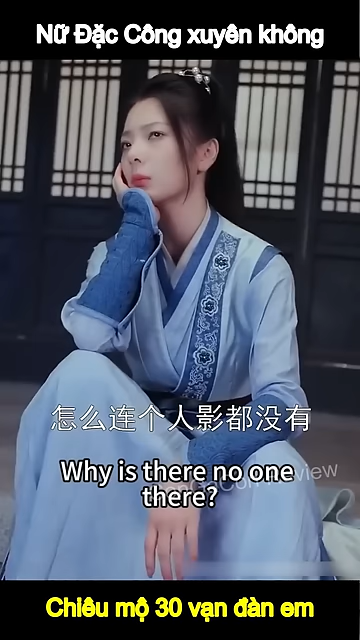 Nữ Đặc Công xuyên không
怎么连个人影都没有
Why is there no one
there?
Chiêu mộ 30 vạn đàn em